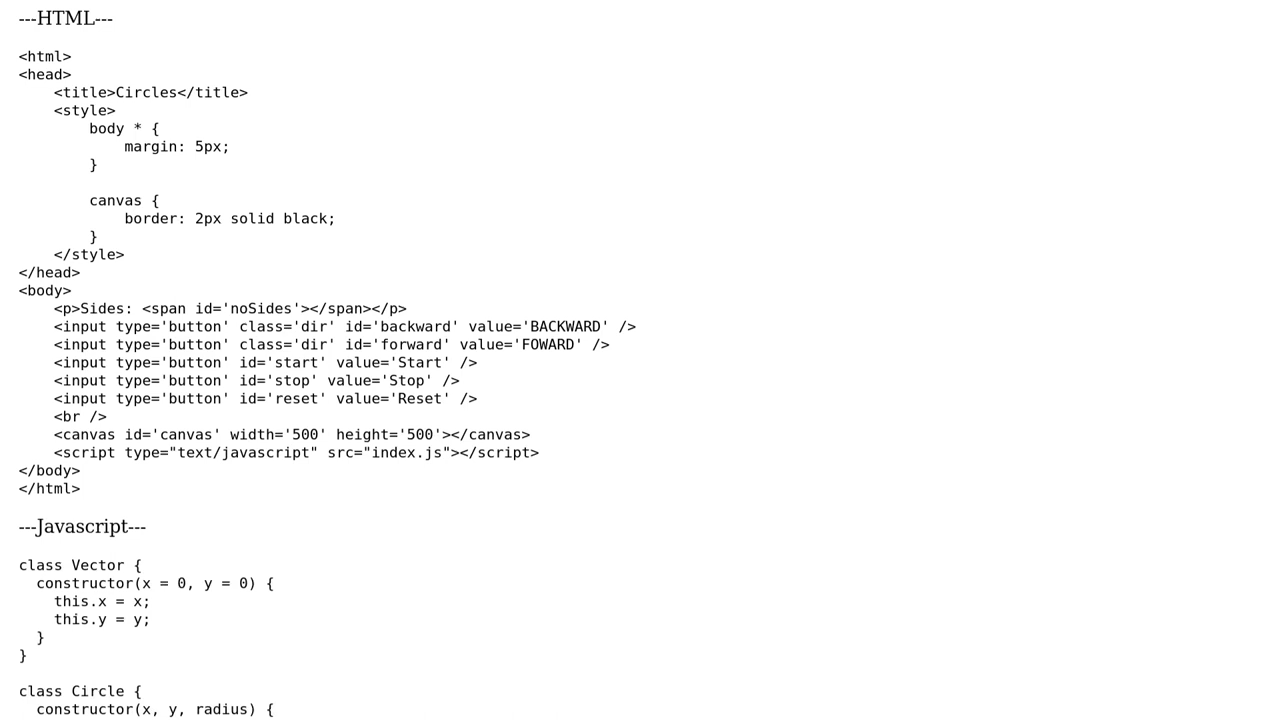 ---HTML---
<html>
<head>
    <title>Circles</title>
    <style>
        body * {
            margin: 5px;
        }

        canvas {
            border: 2px solid black;
        }
    </style>
</head>
<body>
    <p>Sides: <span id='noSides'></span></p>
    <input type='button' class='dir' id='backward' value='BACKWARD' />
    <input type='button' class='dir' id='forward' value='FOWARD' />
    <input type='button' id='start' value='Start' />
    <input type='button' id='stop' value='Stop' />
    <input type='button' id='reset' value='Reset' />
    <br />
    <canvas id='canvas' width='500' height='500'></canvas>
    <script type="text/javascript" src="index.js"></script>
</body>
</html>
---Javascript---
class Vector {
  constructor(x = 0, y = 0) {
    this.x = x;
    this.y = y;
  }
}

class Circle {
  constructor(x, y, radius) {